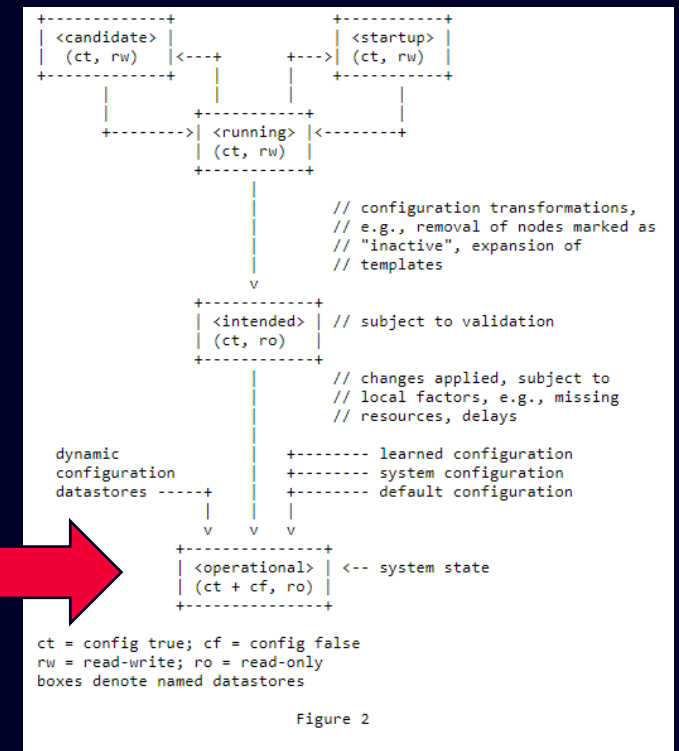 +-------------+                 +-----------+
| <candidate> |                 | <startup> |
|  (ct, rw)   |<---+       +--->| (ct, rw)  |
+-------------+    |       |    +-----------+
       |           |       |           |
       |         +-----------+         |
       +-------->| <running> |<--------+
                 | (ct, rw)  |
                 +-----------+
                       |
                       |        // configuration transformations,
                       |        // e.g., removal of nodes marked as
                       |        // "inactive", expansion of
                       |        // templates
                       v
                 +------------+
                 | <intended> | // subject to validation
                 | (ct, ro)   |
                 +------------+
                       |        // changes applied, subject to
                       |        // local factors, e.g., missing
                       |        // resources, delays
                       |
  dynamic              |   +-------- learned configuration
  configuration        |   +-------- system configuration
  datastores -----+    |   +-------- default configuration
                  |    |   |
                  v    v   v
               +---------------+
               | <operational> | <-- system state
               | (ct + cf, ro) |
               +---------------+
ct = config true; cf = config false
rw = read-write; ro = read-only
boxes denote named datastores
Figure 2